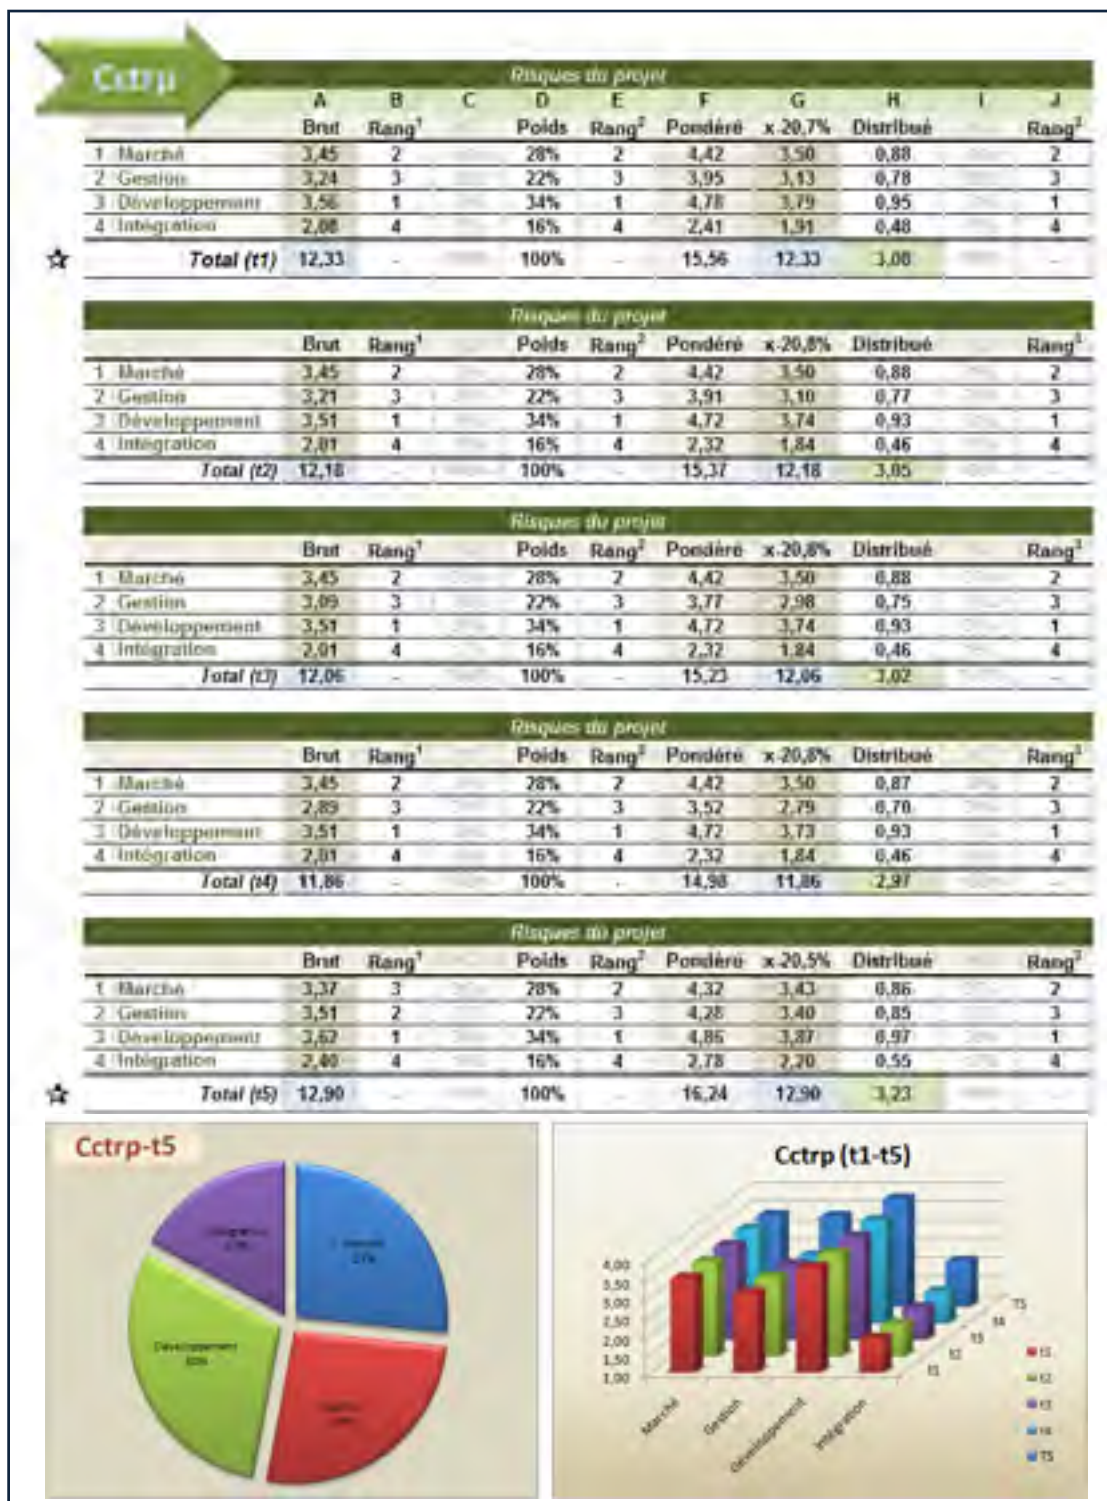 Cctrp
Risques du projet
A B C D E F G H I J
Brut Rang¹ Poids Rang² Pondéré x-20,7% Distribué Rang³
1 Marché 3,45 2 28% 2 4,42 3,50 0,88 2
2 Gestion 3,24 3 22% 3 3,95 3,13 0,78 3
3 Développement 3,56 1 34% 1 4,78 3,79 0,95 1
4 Intégration 2,08 4 16% 4 2,41 1,91 0,48 4
☆ Total (t1) 12,33 - 100% - 15,56 12,33 3,08 -
Risques du projet
Brut Rang¹ Poids Rang² Pondéré x-20,8% Distribué Rang³
1 Marché 3,45 2 28% 2 4,42 3,50 0,88 2
2 Gestion 3,21 3 22% 3 3,91 3,10 0,77 3
3 Développement 3,51 1 34% 1 4,72 3,74 0,93 1
4 Intégration 2,01 4 16% 4 2,32 1,84 0,46 4
Total (t2) 12,18 - 100% - 15,37 12,18 3,05 -
Risques du projet
Brut Rang¹ Poids Rang² Pondéré x-20,8% Distribué Rang³
1 Marché 3,45 2 28% 2 4,42 3,50 0,88 2
2 Gestion 3,09 3 22% 3 3,77 2,98 0,75 3
3 Développement 3,51 1 34% 1 4,72 3,74 0,93 1
4 Intégration 2,01 4 16% 4 2,32 1,84 0,46 4
Total (t3) 12,06 - 100% - 15,23 12,06 3,02 -
Risques du projet
Brut Rang¹ Poids Rang² Pondéré x-20,8% Distribué Rang³
1 Marché 3,45 2 28% 2 4,42 3,50 0,87 2
2 Gestion 2,89 3 22% 3 3,52 2,79 0,70 3
3 Développement 3,51 1 34% 1 4,72 3,73 0,93 1
4 Intégration 2,01 4 16% 4 2,32 1,84 0,46 4
Total (t4) 11,86 - 100% - 14,98 11,86 2,97 -
Risques du projet
Brut Rang¹ Poids Rang² Pondéré x-20,5% Distribué Rang³
1 Marché 3,37 3 28% 2 4,32 3,43 0,86 2
2 Gestion 3,51 2 22% 3 4,28 3,40 0,85 3
3 Développement 3,62 1 34% 1 4,86 3,87 0,97 1
4 Intégration 2,40 4 16% 4 2,78 2,20 0,55 4
☆ Total (t5) 12,90 - 100% - 16,24 12,90 3,23 -
Cctrp-t5
Développement
Cctrp (t1-t5)
4,00
3,50
3,00
2,50
2,00
1,50
1,00
Marché
Gestion
Développement
Intégration
t1
t2
t3
t4
T5
t1
t2
t3
t4
T5